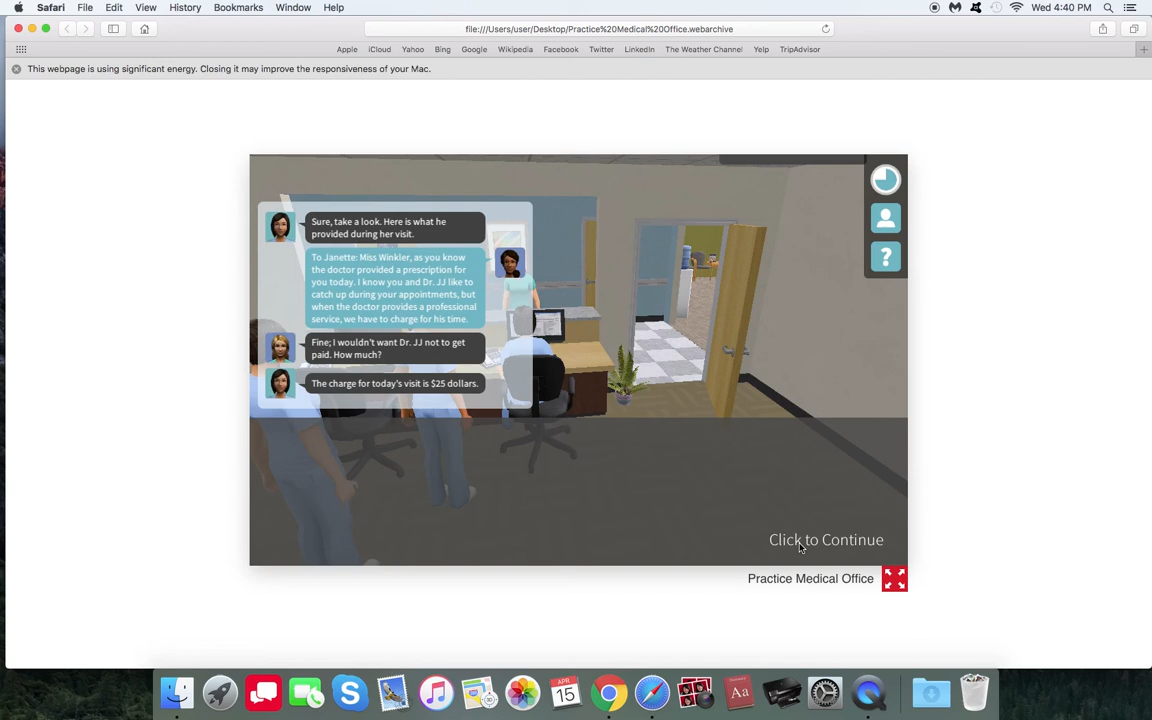 Safari File Edit View History Bookmarks Window Help Wed 4:40 PM
file:///Users/user/Desktop/Practice%20Medical%20Office.webarchive
Apple iCloud Yahoo Bing Google Wikipedia Facebook Twitter LinkedIn The Weather Channel Yelp TripAdvisor
This webpage is using significant energy. Closing it may improve the responsiveness of your Mac.
Sure, take a look. Here is what he
provided during her visit.
To Janette: Miss Winkler, as you know
the doctor provided a prescription for
you today. I know you and Dr. JJ like to
catch up during your appointments, but
when the doctor provides a professional
service, we have to charge for his time.
Fine; I wouldn't want Dr. JJ not to get
paid. How much?
The charge for today's visit is $25 dollars.
?
Click to Continue
Practice Medical Office
APR
15
Aa